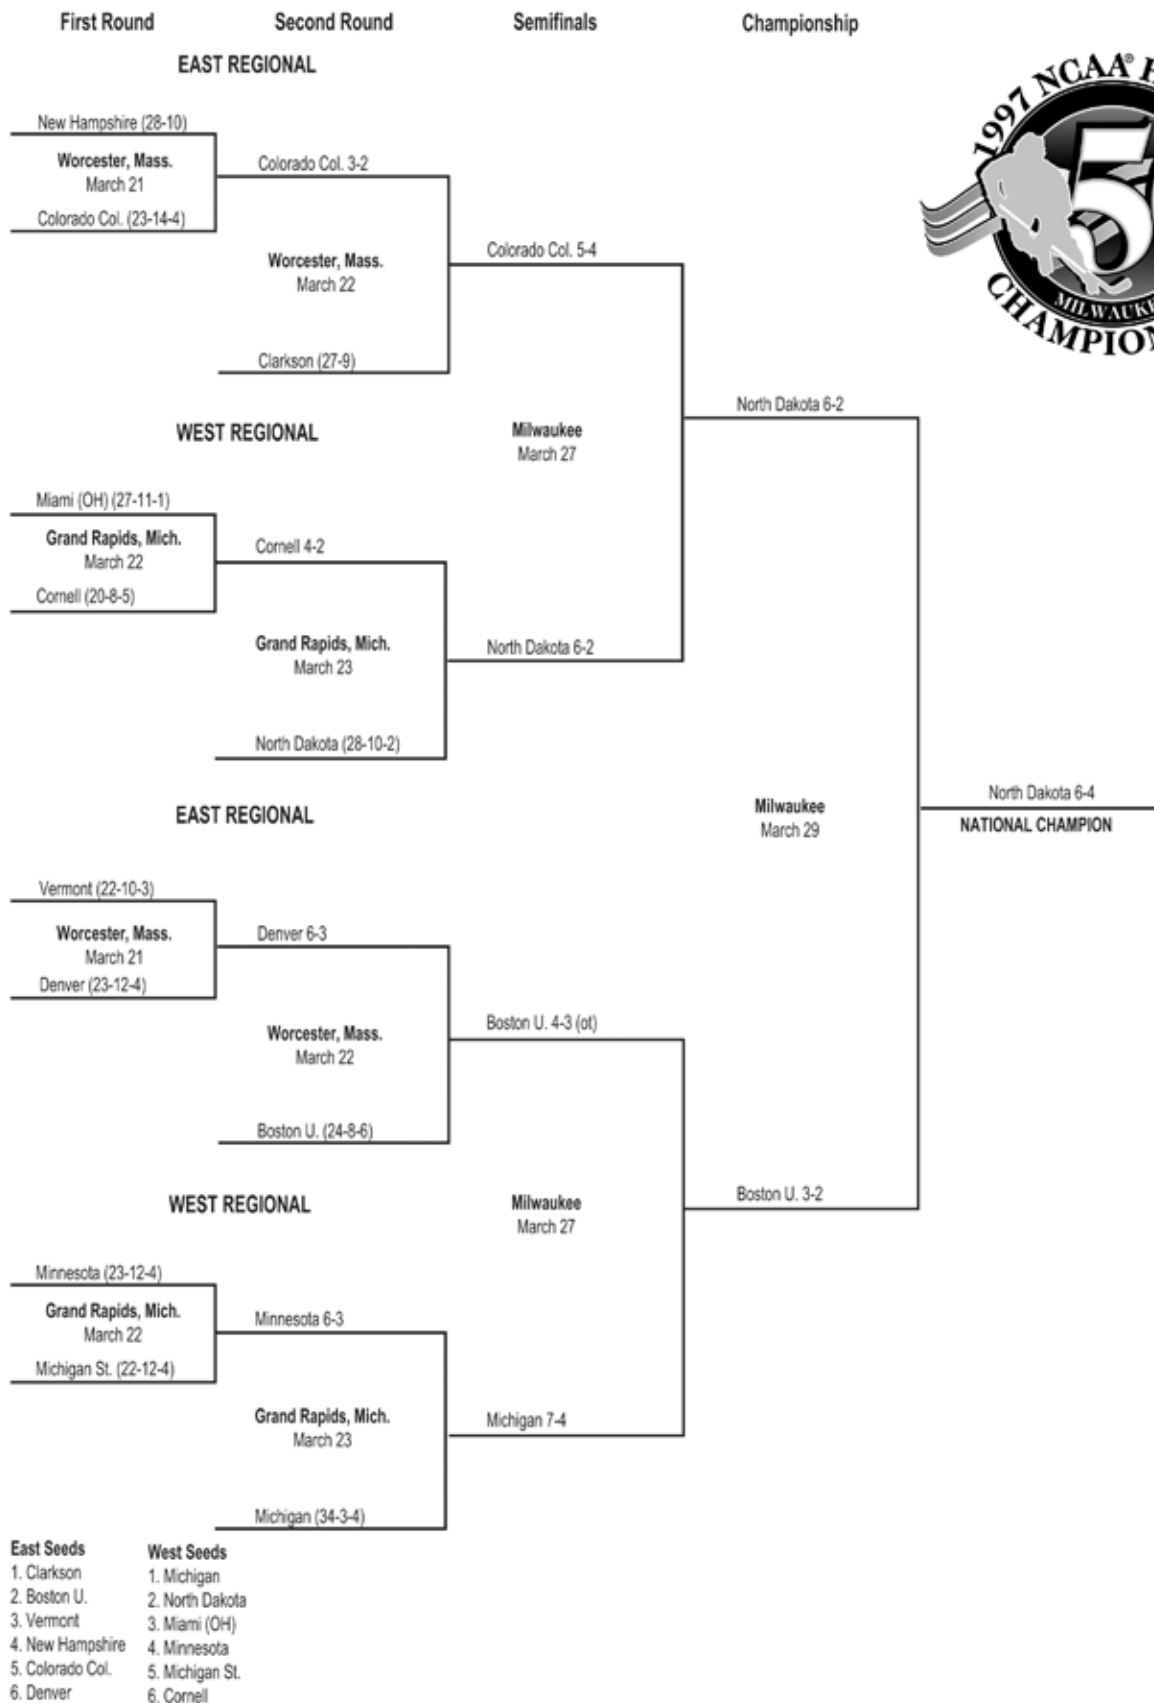 First Round Second Round Semifinals Championship
EAST REGIONAL
New Hampshire (28-10)
Worcester, Mass.
March 21
Colorado Col. (23-14-4)
Colorado Col. 3-2
Worcester, Mass.
March 22
Clarkson (27-9)
Colorado Col. 5-4
WEST REGIONAL
Miami (OH) (27-11-1)
Grand Rapids, Mich.
March 22
Cornell (20-8-5)
Cornell 4-2
Grand Rapids, Mich.
March 23
North Dakota (28-10-2)
North Dakota 6-2
Milwaukee
March 27
North Dakota 6-2
EAST REGIONAL
Vermont (22-10-3)
Worcester, Mass.
March 21
Denver (23-12-4)
Denver 6-3
Worcester, Mass.
March 22
Boston U. (24-8-6)
Boston U. 4-3 (ot)
WEST REGIONAL
Minnesota (23-12-4)
Grand Rapids, Mich.
March 22
Michigan St. (22-12-4)
Minnesota 6-3
Grand Rapids, Mich.
March 23
Michigan (34-3-4)
Michigan 7-4
Milwaukee
March 27
Boston U. 3-2
Milwaukee
March 29
North Dakota 6-4
NATIONAL CHAMPION
1997 NCAA®
5
East Seeds
1. Clarkson
2. Boston U.
3. Vermont
4. New Hampshire
5. Colorado Col.
6. Denver
West Seeds
1. Michigan
2. North Dakota
3. Miami (OH)
4. Minnesota
5. Michigan St.
6. Cornell